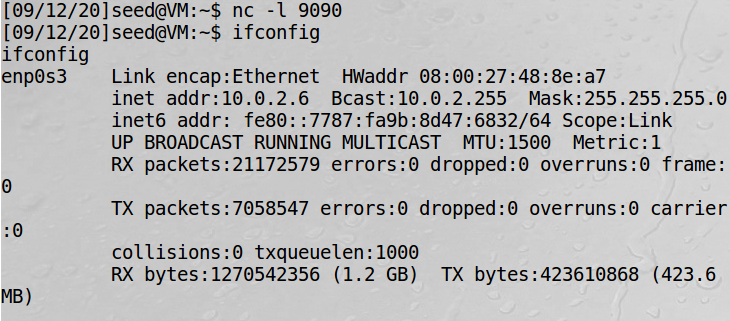 [09/12/20]seed@VM:~$ nc -l 9090
[09/12/20]seed@VM:~$ ifconfig
ifconfig
enp0s3    Link encap:Ethernet  HWaddr 08:00:27:48:8e:a7
          inet addr:10.0.2.6  Bcast:10.0.2.255  Mask:255.255.255.0
          inet6 addr: fe80::7787:fa9b:8d47:6832/64 Scope:Link
          UP BROADCAST RUNNING MULTICAST  MTU:1500  Metric:1
          RX packets:21172579 errors:0 dropped:0 overruns:0 frame:
0
          TX packets:7058547 errors:0 dropped:0 overruns:0 carrier
:0
          collisions:0 txqueuelen:1000
          RX bytes:1270542356 (1.2 GB)  TX bytes:423610868 (423.6
MB)